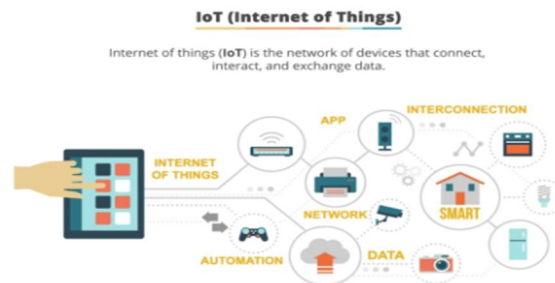 IoT (Internet of Things)
Internet of things (IoT) is the network of devices that connect,
interact, and exchange data.
INTERCONNECTION
APP
INTERNET
OF THINGS
NETWORK
SMART
AUTOMATION
DATA